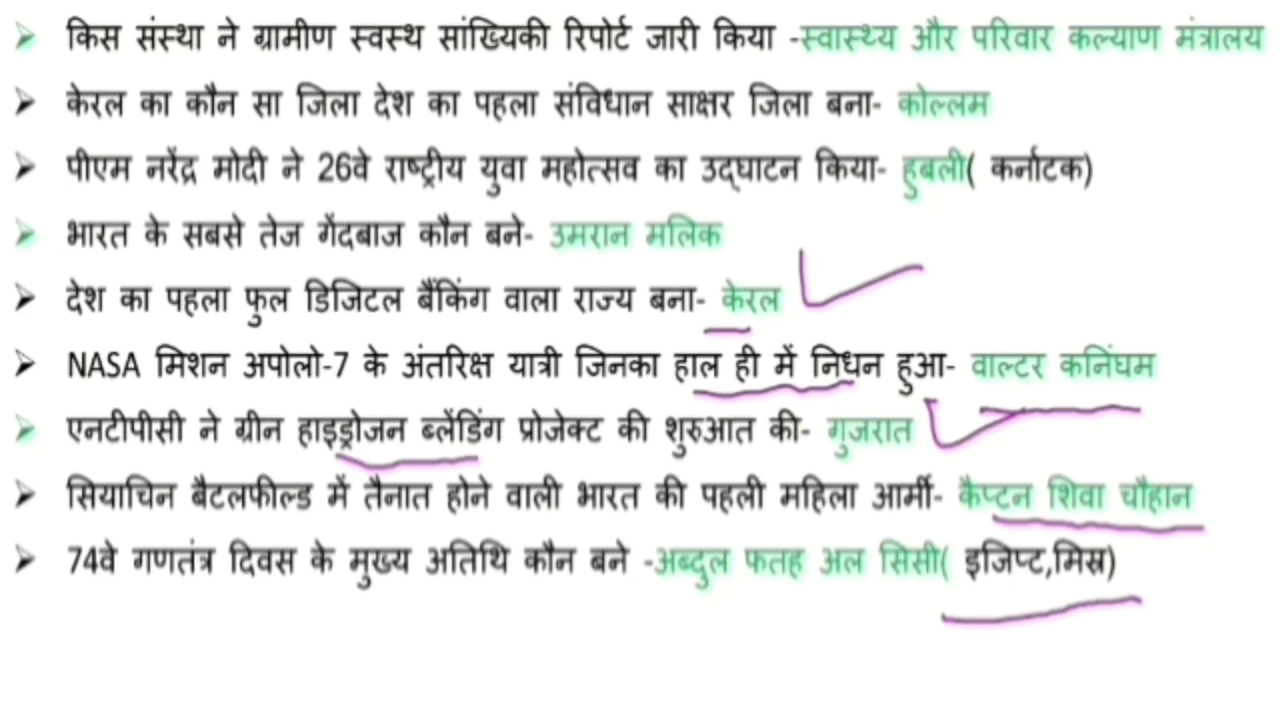 ➢ किस संस्था ने ग्रामीण स्वस्थ सांख्यिकी रिपोर्ट जारी किया -स्वास्थ्य और परिवार कल्याण मंत्रालय
➢ केरल का कौन सा जिला देश का पहला संविधान साक्षर जिला बना- कोल्लम
➢ पीएम नरेंद्र मोदी ने 26वे राष्ट्रीय युवा महोत्सव का उद्घाटन किया- हुबली( कर्नाटक)
➢ भारत के सबसे तेज गेंदबाज कौन बने- उमरान मलिक
➢ देश का पहला फुल डिजिटल बैंकिंग वाला राज्य बना- केरल
➢ NASA मिशन अपोलो-7 के अंतरिक्ष यात्री जिनका हाल ही में निधन हुआ- वाल्टर कनिंघम
➢ एनटीपीसी ने ग्रीन हाइड्रोजन ब्लेंडिंग प्रोजेक्ट की शुरुआत की- गुजरात
➢ सियाचिन बैटलफील्ड में तैनात होने वाली भारत की पहली महिला आर्मी- कैप्टन शिवा चौहान
➢ 74वे गणतंत्र दिवस के मुख्य अतिथि कौन बने -अब्दुल फतह अल सिसी( इजिप्ट,मिस्र)